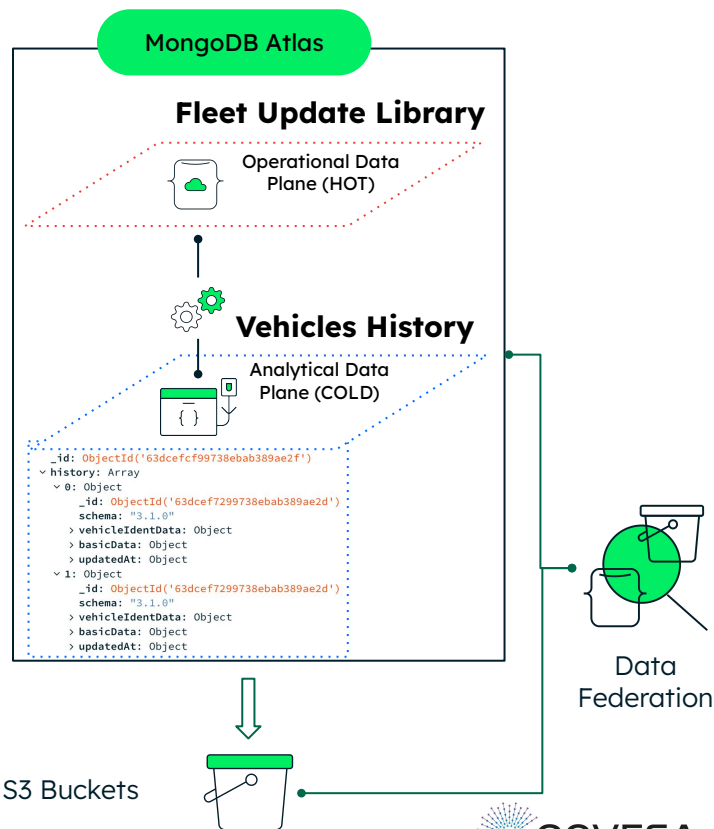 MongoDB Atlas
Fleet Update Library
Operational Data
Plane (HOT)
Vehicles History
Analytical Data
Plane (COLD)
{ }
_id: ObjectId('63dcefcf99738ebab389ae2f')
history: Array
0: Object
_id: ObjectId('63dcef7299738ebab389ae2d')
schema: "3.1.0"
> vehicleIdentData: Object
> basicData: Object
> updatedAt: Object
1: Object
_id: ObjectId('63dcef7299738ebab389ae2d')
schema: "3.1.0"
> vehicleIdentData: Object
> basicData: Object
> updatedAt: Object
Data
Federation
S3 Buckets
COVESA